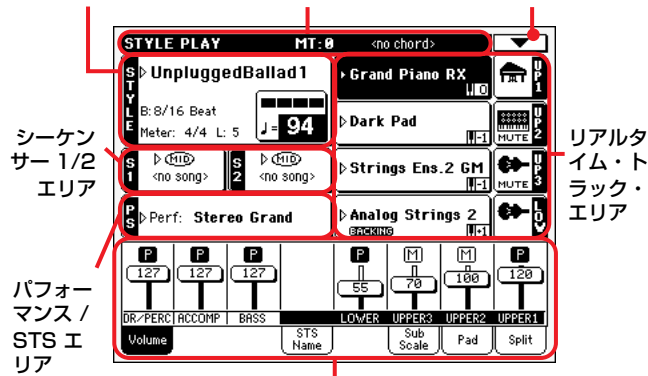 STYLE PLAY MT:0 <no chord>
STYLE
UnpluggedBallad1
B:8/16 Beat
Meter: 4/4 L: 5
♩= 94
Grand Piano RX
0
UP1
Dark Pad
-1
MUTE
UP2
Strings Ens.2 GM
-1
MUTE
UP3
Analog Strings 2
BACKING
+1
LOW
S1
MID
<no song>
S2
MID
<no song>
PS
Perf: Stereo Grand
P P P P M M P
127 127 127 55 70 100 120
DR/PERC ACCOMP BASS LOWER UPPER3 UPPER2 UPPER1
Volume
STS
Name
Sub
Scale
Pad
Split
シーケン
サー 1/2
エリア
パフォー
マンス /
STS エ
リア
リアルタ
イム・ト
ラック・
エリア